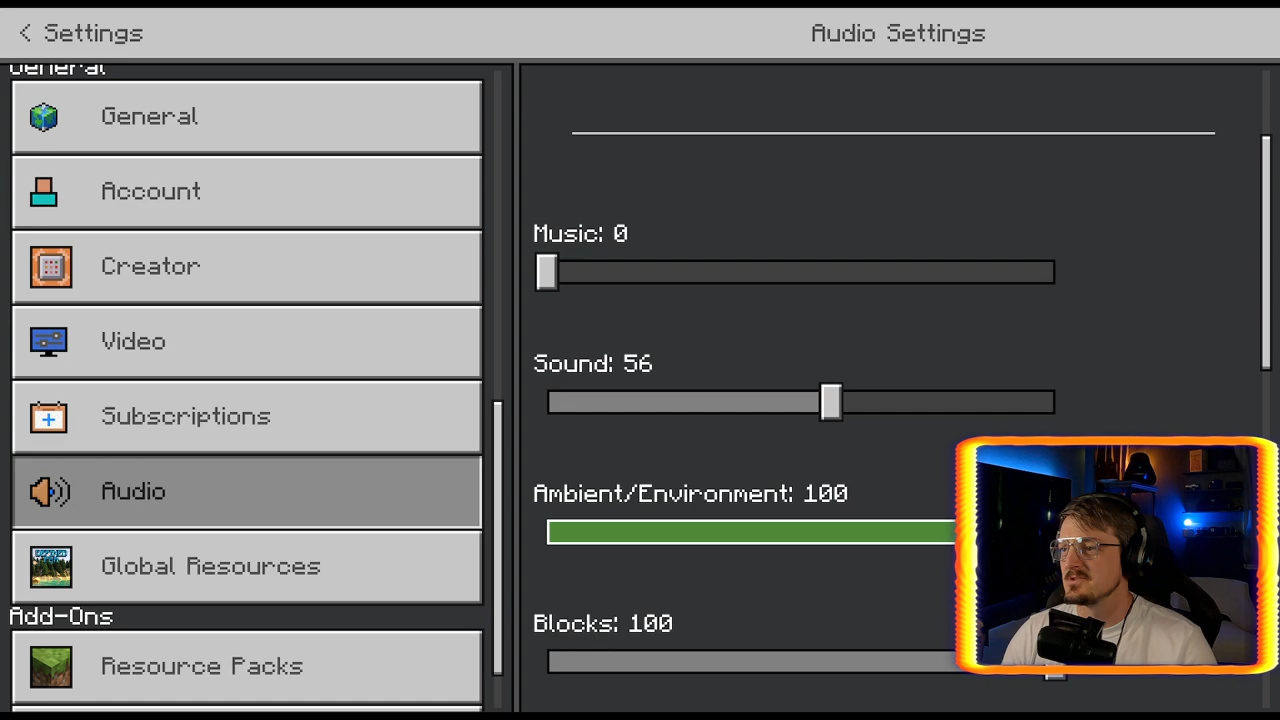 Settings
Audio Settings
General
General
Account
Creator
Video
Subscriptions
Audio
Global Resources
Add-Ons
Resource Packs
Music: 0
Sound: 56
Ambient/Environment: 100
Blocks: 100